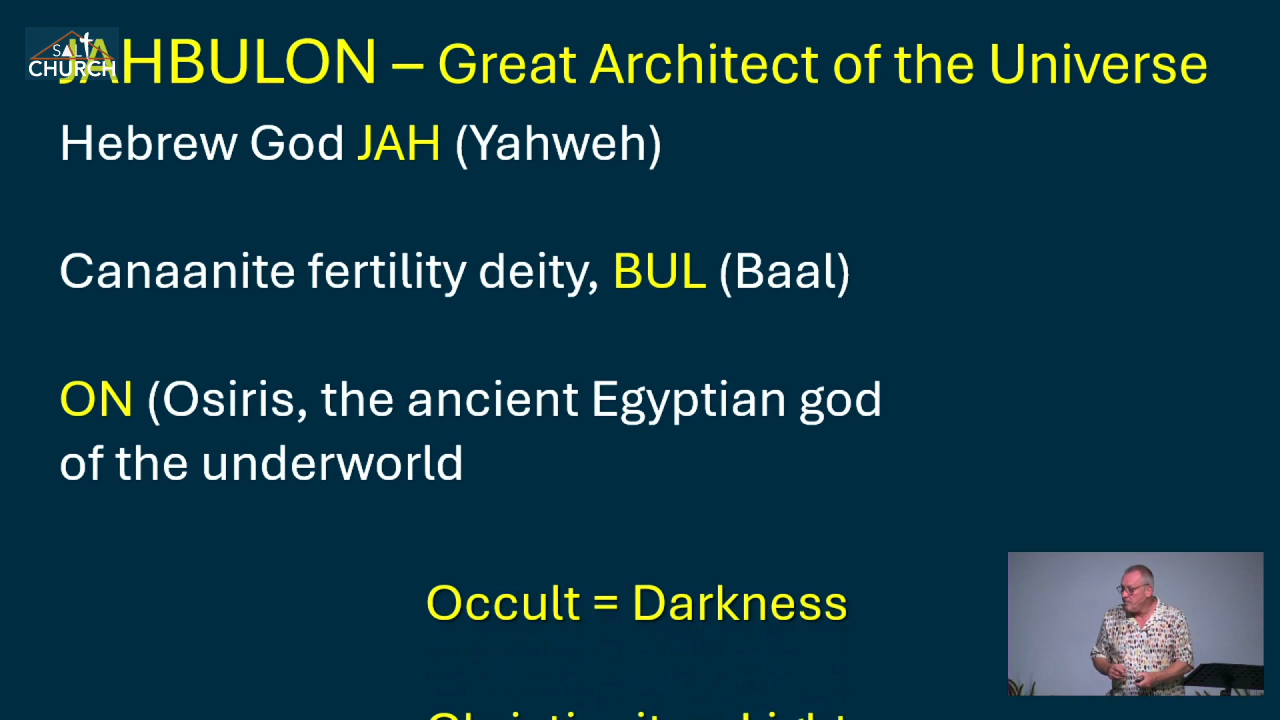 SALT
CHURCH
JAHBULON – Great Architect of the Universe
Hebrew God JAH (Yahweh)
Canaanite fertility deity, BUL (Baal)
ON (Osiris, the ancient Egyptian god
of the underworld
Occult = Darkness